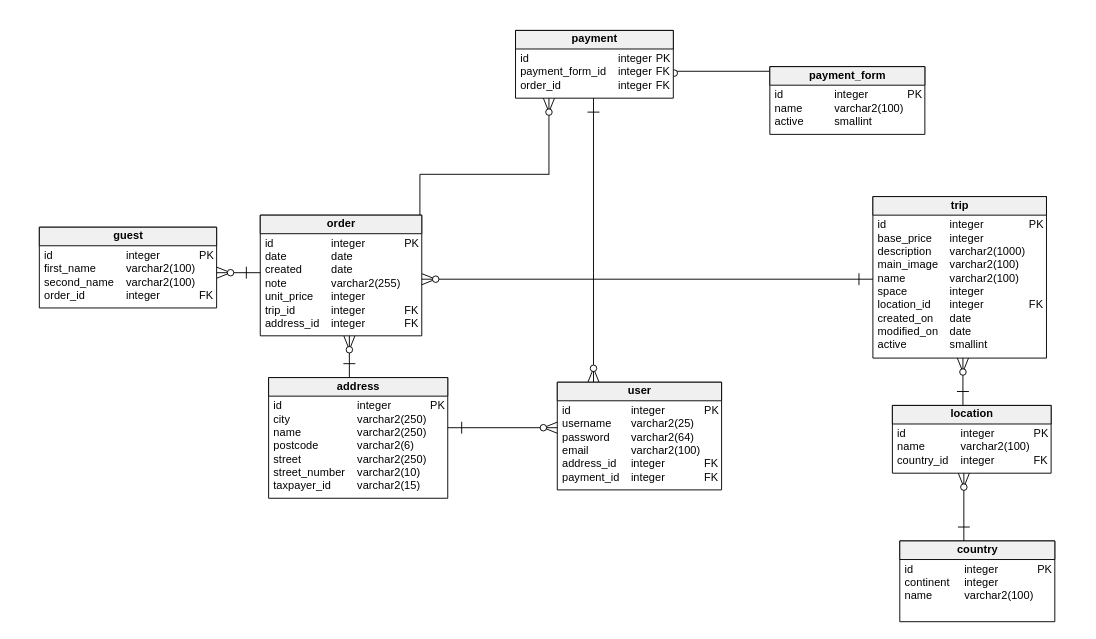 payment
id integer PK
payment_form_id integer FK
order_id integer FK
payment_form
id integer PK
name varchar2(100)
active smallint
guest
id integer PK
first_name varchar2(100)
second_name varchar2(100)
order_id integer FK
order
id integer PK
date date
created date
note varchar2(255)
unit_price integer
trip_id integer FK
address_id integer FK
trip
id integer PK
base_price integer
description varchar2(1000)
main_image varchar2(100)
name varchar2(100)
space integer
location_id integer FK
created_on date
modified_on date
active smallint
address
id integer PK
city varchar2(250)
name varchar2(250)
postcode varchar2(6)
street varchar2(250)
street_number varchar2(10)
taxpayer_id varchar2(15)
user
id integer PK
username varchar2(25)
password varchar2(64)
email varchar2(100)
address_id integer FK
payment_id integer FK
location
id integer PK
name varchar2(100)
country_id integer FK
country
id integer PK
continent integer
name varchar2(100)